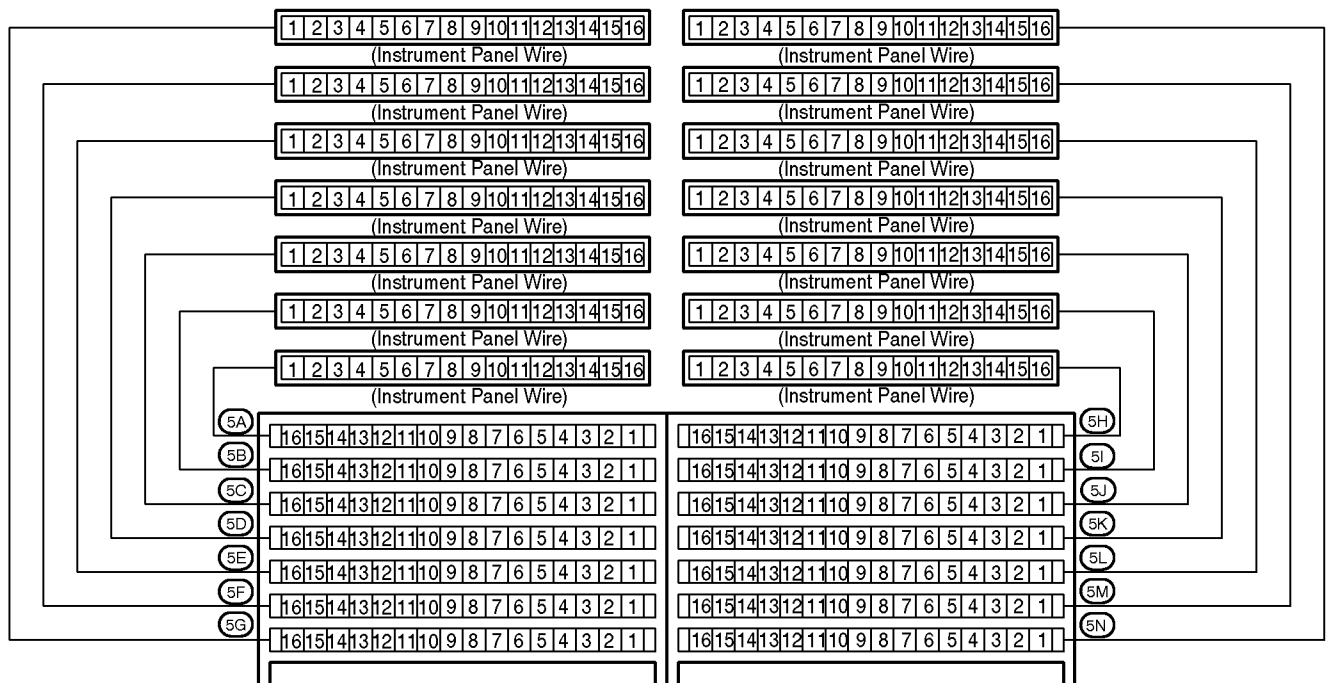 1 2 3 4 5 6 7 8 9 10 11 12 13 14 15 16 1 2 3 4 5 6 7 8 9 10 11 12 13 14 15 16
(Instrument Panel Wire) (Instrument Panel Wire)
1 2 3 4 5 6 7 8 9 10 11 12 13 14 15 16 1 2 3 4 5 6 7 8 9 10 11 12 13 14 15 16
(Instrument Panel Wire) (Instrument Panel Wire)
1 2 3 4 5 6 7 8 9 10 11 12 13 14 15 16 1 2 3 4 5 6 7 8 9 10 11 12 13 14 15 16
(Instrument Panel Wire) (Instrument Panel Wire)
1 2 3 4 5 6 7 8 9 10 11 12 13 14 15 16 1 2 3 4 5 6 7 8 9 10 11 12 13 14 15 16
(Instrument Panel Wire) (Instrument Panel Wire)
1 2 3 4 5 6 7 8 9 10 11 12 13 14 15 16 1 2 3 4 5 6 7 8 9 10 11 12 13 14 15 16
(Instrument Panel Wire) (Instrument Panel Wire)
1 2 3 4 5 6 7 8 9 10 11 12 13 14 15 16 1 2 3 4 5 6 7 8 9 10 11 12 13 14 15 16
(Instrument Panel Wire) (Instrument Panel Wire)
1 2 3 4 5 6 7 8 9 10 11 12 13 14 15 16 1 2 3 4 5 6 7 8 9 10 11 12 13 14 15 16
(Instrument Panel Wire) (Instrument Panel Wire)
5A 5H
16 15 14 13 12 11 10 9 8 7 6 5 4 3 2 1 16 15 14 13 12 11 10 9 8 7 6 5 4 3 2 1
5B 5I
16 15 14 13 12 11 10 9 8 7 6 5 4 3 2 1 16 15 14 13 12 11 10 9 8 7 6 5 4 3 2 1
5C 5J
16 15 14 13 12 11 10 9 8 7 6 5 4 3 2 1 16 15 14 13 12 11 10 9 8 7 6 5 4 3 2 1
5D 5K
16 15 14 13 12 11 10 9 8 7 6 5 4 3 2 1 16 15 14 13 12 11 10 9 8 7 6 5 4 3 2 1
5E 5L
16 15 14 13 12 11 10 9 8 7 6 5 4 3 2 1 16 15 14 13 12 11 10 9 8 7 6 5 4 3 2 1
5F 5M
16 15 14 13 12 11 10 9 8 7 6 5 4 3 2 1 16 15 14 13 12 11 10 9 8 7 6 5 4 3 2 1
5G 5N
16 15 14 13 12 11 10 9 8 7 6 5 4 3 2 1 16 15 14 13 12 11 10 9 8 7 6 5 4 3 2 1